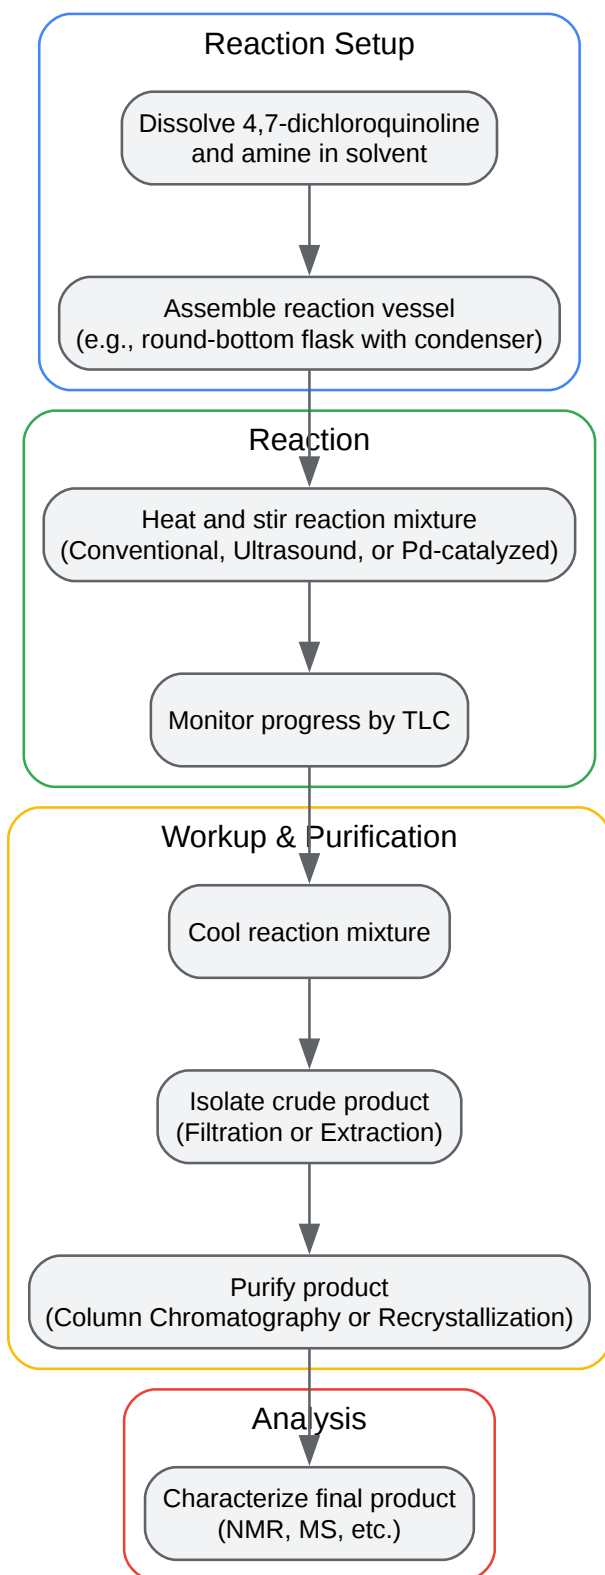 Reaction Setup
Dissolve 4,7-dichloroquinoline
and amine in solvent
Assemble reaction vessel
(e.g., round-bottom flask with condenser)
Reaction
Heat and stir reaction mixture
(Conventional, Ultrasound, or Pd-catalyzed)
Monitor progress by TLC
Workup & Purification
Cool reaction mixture
Isolate crude product
(Filtration or Extraction)
Purify product
(Column Chromatography or Recrystallization)
Analysis
Characterize final product
(NMR, MS, etc.)